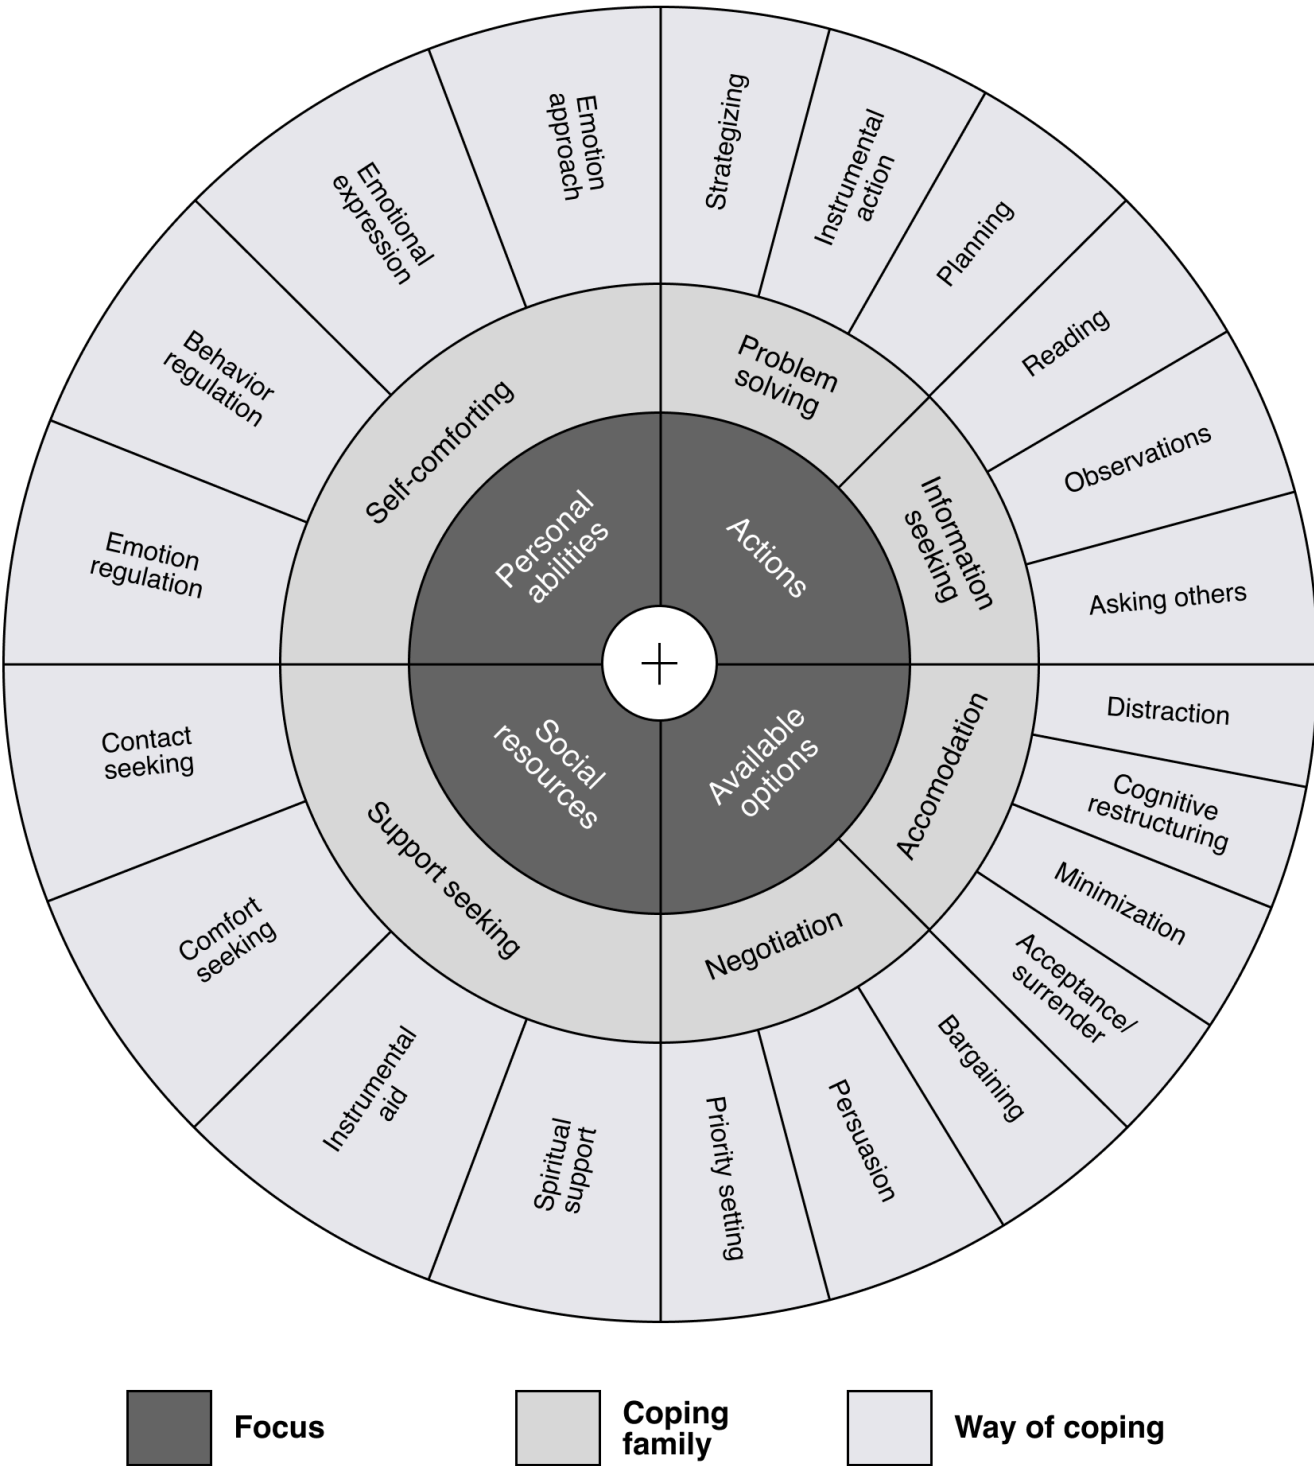 Strategizing
Instrumental
action
Planning
Reading
Observations
Asking others
Distraction
Cognitive
restructuring
Minimization
Acceptance/
surrender
Bargaining
Persuasion
Priority setting
Spiritual
support
Instrumental
aid
Comfort
seeking
Contact
seeking
Emotion
regulation
Behavior
regulation
Emotional
expression
Emotion
approach
Problem
solving
Information
seeking
Accomodation
Negotiation
Support seeking
Self-comforting
Actions
Available
options
Social
resources
Personal
abilities
Focus
Coping
family
Way of coping